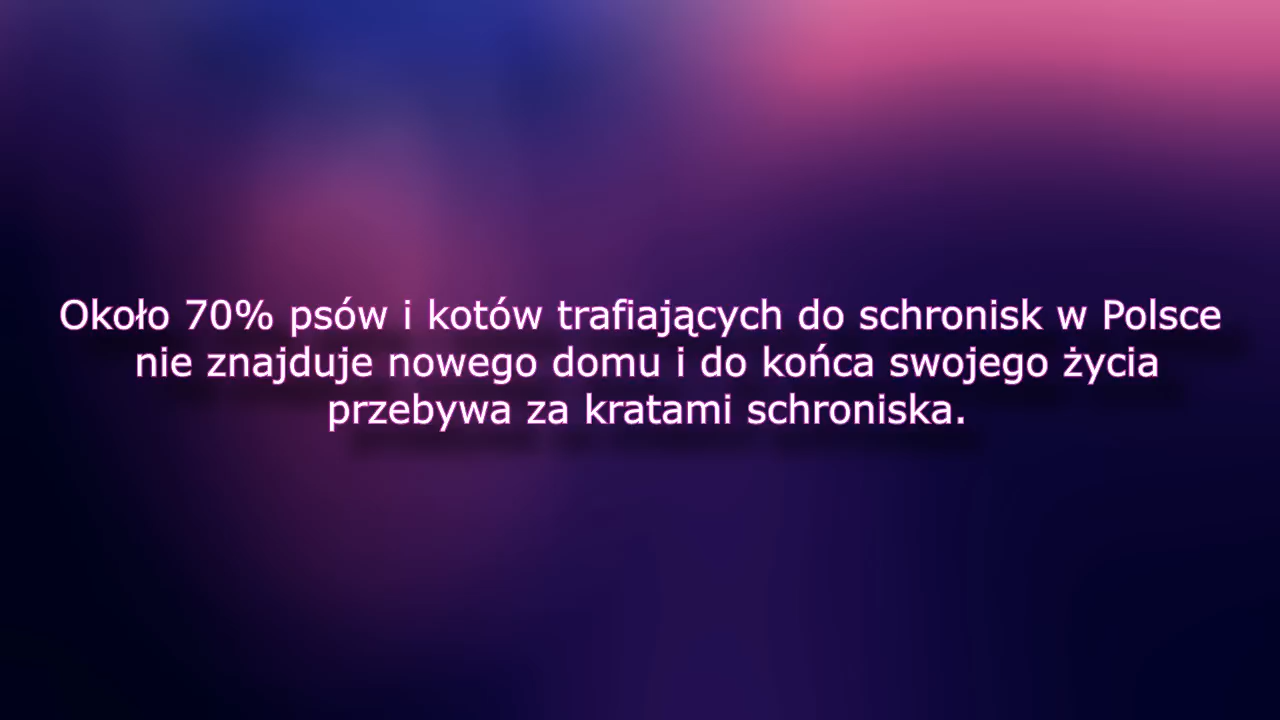 Około 70% psów i kotów trafiających do schronisk w Polsce
nie znajduje nowego domu i do końca swojego życia
przebywa za kratami schroniska.